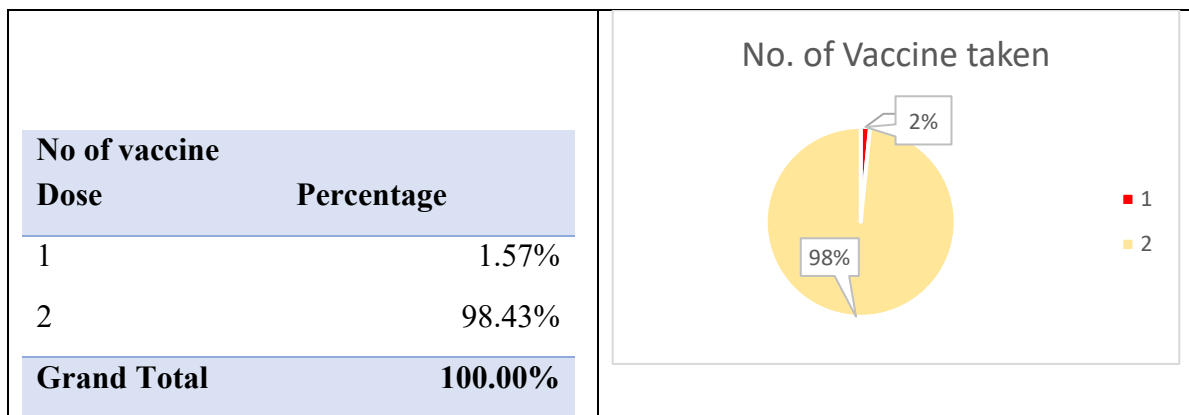 No of vaccine
Dose Percentage
1 1.57%
2 98.43%
Grand Total 100.00%
No. of Vaccine taken
2%
98%
1
2